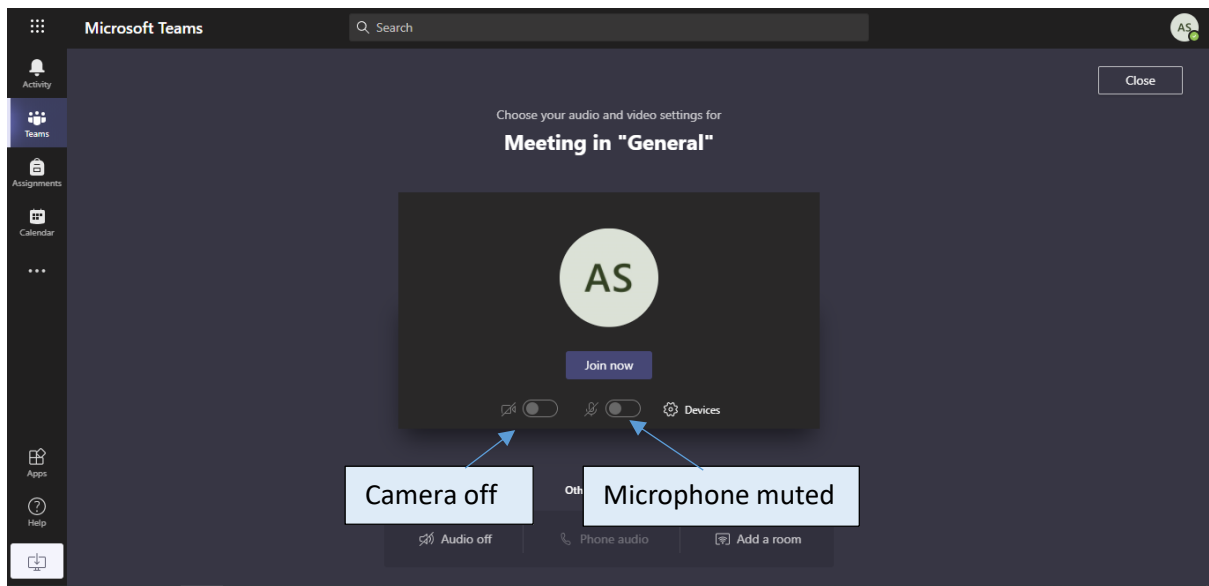 Microsoft Teams
Search
AS
Activity
Close
Choose your audio and video settings for
Teams
Meeting in "General"
Assignments
Calendar
AS
Join now
Devices
Apps
Camera off
Oth
Microphone muted
Help
Audio off
Phone audio
Add a room